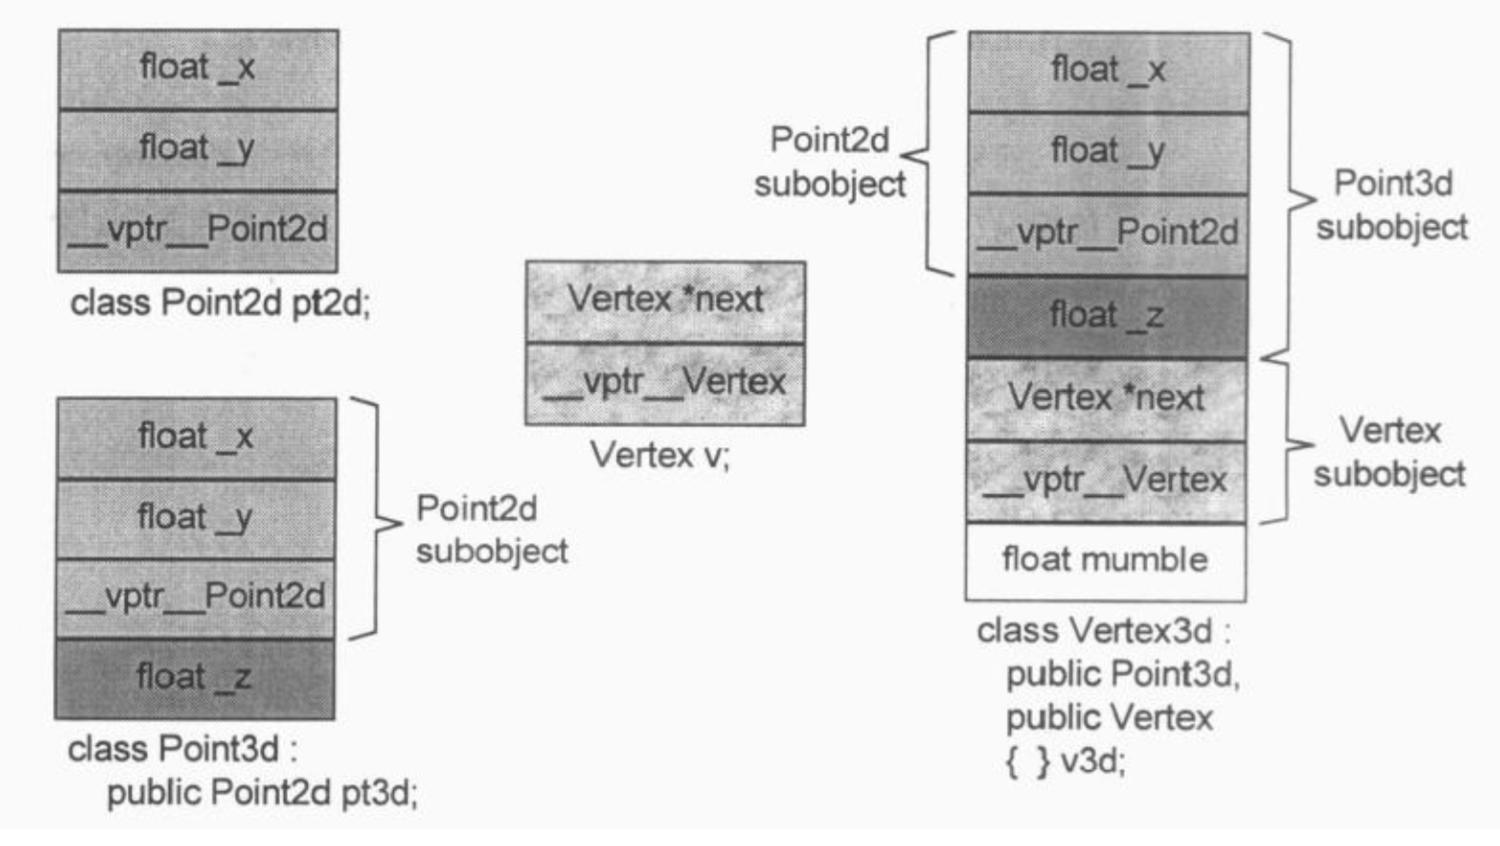 float _x
float _y
__vptr__Point2d
class Point2d pt2d;
float _x
float _y
__vptr__Point2d
float _z
Point2d
subobject
class Point3d :
public Point2d pt3d;
Vertex *next
__vptr__Vertex
Vertex v;
Point2d
subobject
float _x
float _y
__vptr__Point2d
float _z
Vertex *next
__vptr__Vertex
float mumble
Point3d
subobject
Vertex
subobject
class Vertex3d :
public Point3d,
public Vertex
{ } v3d;